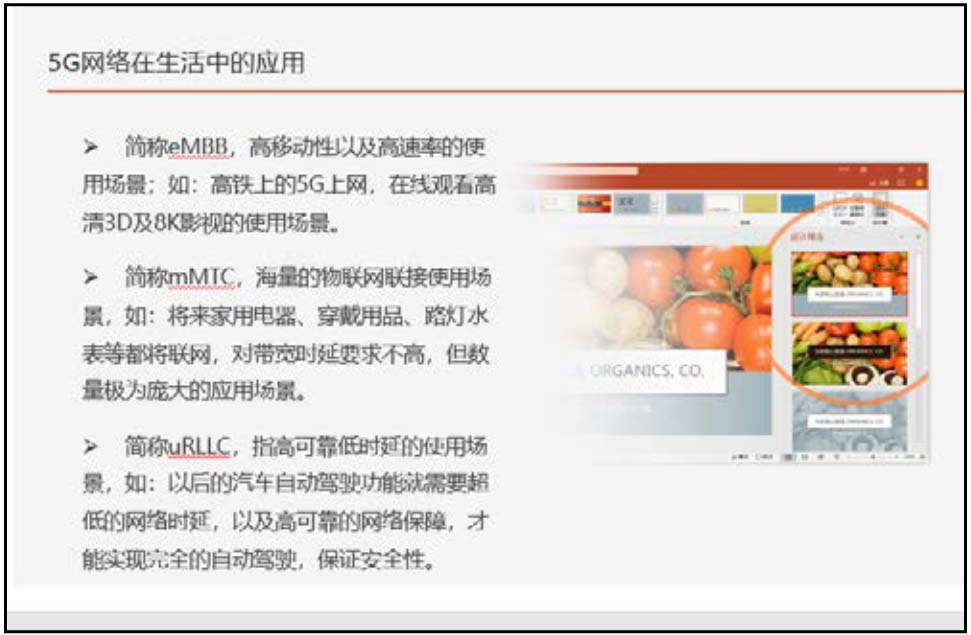 5G网络在生活中的应用
➢ 简称eMBB，高移动性以及高速率的使
用场景；如：高铁上的5G上网，在线观看高
清3D及8K影视的使用场景。
➢ 简称mMTC，海量的物联网联接使用场
景，如：将来家用电器、穿戴用品、路灯水
表等都将联网，对带宽时延要求不高，但数
量极为庞大的应用场景。
➢ 简称uRLLC，指高可靠低时延的使用场
景，如：以后的汽车自动驾驶功能就需要超
低的网络时延，以及高可靠的网络保障，才
能实现完全的自动驾驶，保证安全性。
ORGANICS, CO.